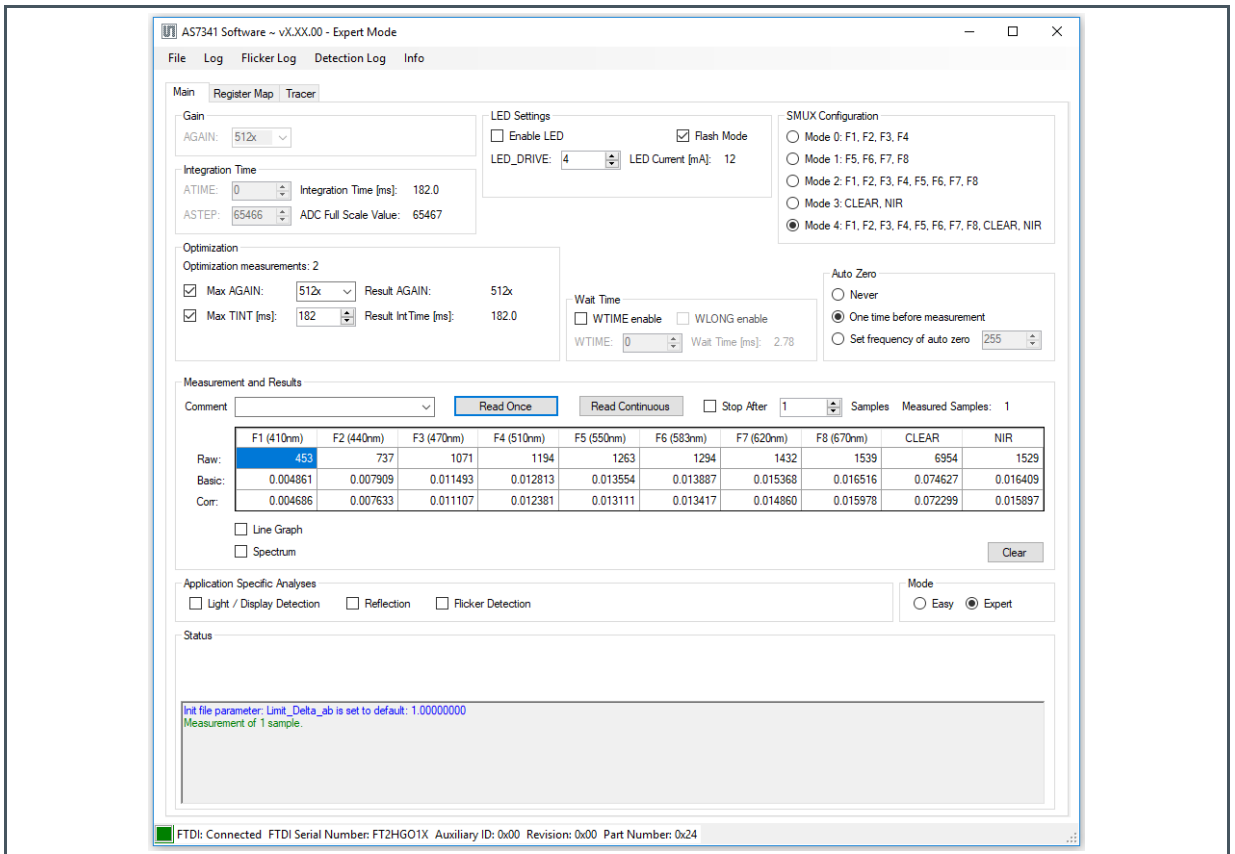 AS7341 Software ~ vX.XX.00 - Expert Mode
File Log Flicker Log Detection Log Info
Main Register Map Tracer
Gain
AGAIN: 512x
Integration Time
ATIME: 0 Integration Time [ms]: 182.0
ASTEP: 65466 ADC Full Scale Value: 65467
LED Settings
Enable LED Flash Mode
LED_DRIVE: 4 LED Current [mA]: 12
SMUX Configuration
Mode 0: F1, F2, F3, F4
Mode 1: F5, F6, F7, F8
Mode 2: F1, F2, F3, F4, F5, F6, F7, F8
Mode 3: CLEAR, NIR
Mode 4: F1, F2, F3, F4, F5, F6, F7, F8, CLEAR, NIR
Optimization
Optimization measurements: 2
Max AGAIN: 512x Result AGAIN: 512x
Max TINT [ms]: 182 Result IntTime [ms]: 182.0
Wait Time
WTIME enable WLONG enable
WTIME: 0 Wait Time [ms]: 2.78
Auto Zero
Never
One time before measurement
Set frequency of auto zero 255
Measurement and Results
Comment Read Once Read Continuous Stop After 1 Samples Measured Samples: 1
F1 (410nm) F2 (440nm) F3 (470nm) F4 (510nm) F5 (550nm) F6 (583nm) F7 (620nm) F8 (670nm) CLEAR NIR
Raw: 453 737 1071 1194 1263 1294 1432 1539 6954 1529
Basic: 0.004861 0.007909 0.011493 0.012813 0.013554 0.013887 0.015368 0.016516 0.074627 0.016409
Corr: 0.004686 0.007633 0.011107 0.012381 0.013111 0.013417 0.014860 0.015978 0.072299 0.015897
Line Graph
Spectrum
Clear
Application Specific Analyses
Light / Display Detection Reflection Flicker Detection
Mode
Easy Expert
Status
Init file parameter: Limit_Delta_ab is set to default: 1.00000000
Measurement of 1 sample.
FTDI: Connected FTDI Serial Number: FT2HGO1X Auxiliary ID: 0x00 Revision: 0x00 Part Number: 0x24